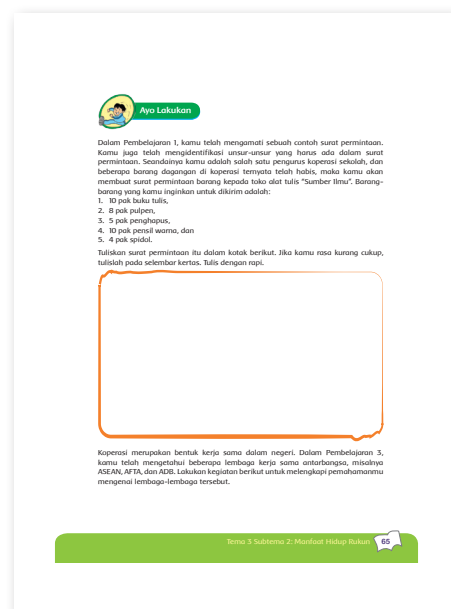 Ayo Lakukan
Dalam Pembelajaran 1, kamu telah mengamati sebuah contoh surat permintaan.
Kamu juga telah mengidentifikasi unsur-unsur yang harus ada dalam surat
permintaan. Seandainya kamu adalah salah satu pengurus koperasi sekolah, dan
beberapa barang dagangan di koperasi ternyata telah habis, maka kamu akan
membuat surat permintaan barang kepada toko alat tulis "Sumber Ilmu". Barang-
barang yang kamu inginkan untuk dikirim adalah:
1. 10 pak buku tulis,
2. 8 pak pulpen,
3. 5 pak penghapus,
4. 10 pak pensil warna, dan
5. 4 pak spidol.
Tuliskan surat permintaan itu dalam kotak berikut. Jika kamu rasa kurang cukup,
tulislah pada selembar kertas. Tulis dengan rapi.
Koperasi merupakan bentuk kerja sama dalam negeri. Dalam Pembelajaran 3,
kamu telah mengetahui beberapa lembaga kerja sama antarbangsa, misalnya
ASEAN, AFTA, dan ADB. Lakukan kegiatan berikut untuk melengkapi pemahamanmu
mengenai lembaga-lembaga tersebut.
Tema 3 Subtema 2: Manfaat Hidup Rukun 65